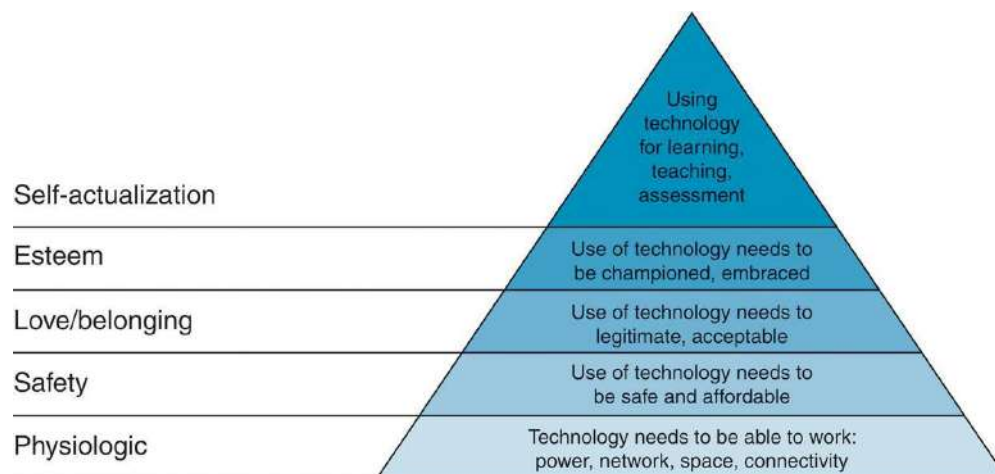 Using
technology
for learning,
teaching,
assessment
Self-actualization
Esteem
Use of technology needs to
be championed, embraced
Love/belonging
Use of technology needs to
legitimate, acceptable
Safety
Use of technology needs to
be safe and affordable
Physiologic
Technology needs to be able to work:
power, network, space, connectivity